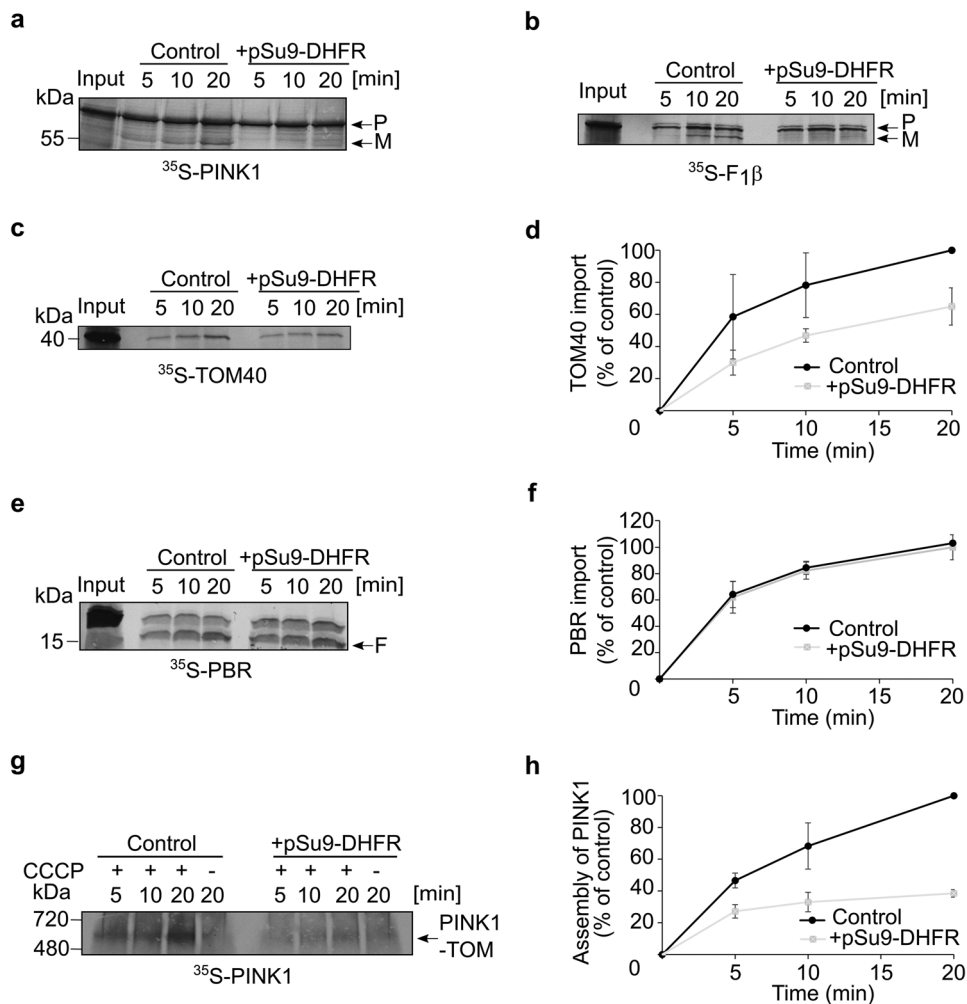 a
Control +pSu9-DHFR
Input 5 10 20 5 10 20 [min]
kDa
P
55
M
35S-PINK1
b
Control +pSu9-DHFR
Input 5 10 20 5 10 20 [min]
P
M
35S-F1β
c
Control +pSu9-DHFR
Input 5 10 20 5 10 20 [min]
kDa
40
35S-TOM40
d
TOM40 import
(% of control)
100
80
60
40
20
0
5 10 15 20
Time (min)
Control
+pSu9-DHFR
e
Control +pSu9-DHFR
Input 5 10 20 5 10 20 [min]
kDa
15
F
35S-PBR
f
PBR import
(% of control)
120
100
80
60
40
20
0
5 10 15 20
Time (min)
Control
+pSu9-DHFR
g
Control +pSu9-DHFR
CCCP + + + - + + + -
kDa 5 10 20 20 5 10 20 20 [min]
720
480
PINK1
-TOM
35S-PINK1
h
Assembly of PINK1
(% of control)
100
80
60
40
20
0
5 10 15 20
Time (min)
Control
+pSu9-DHFR